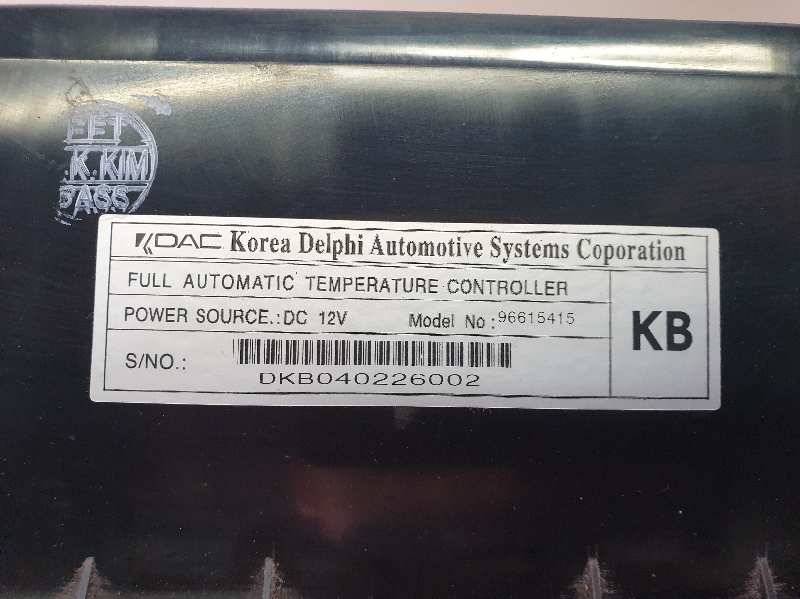 EET
.K.KIM
PASS
KDAC Korea Delphi Automotive Systems Coporation
FULL AUTOMATIC TEMPERATURE CONTROLLER
POWER SOURCE.:DC 12V Model No:96615415
KB
S/NO.:
DKB040226002